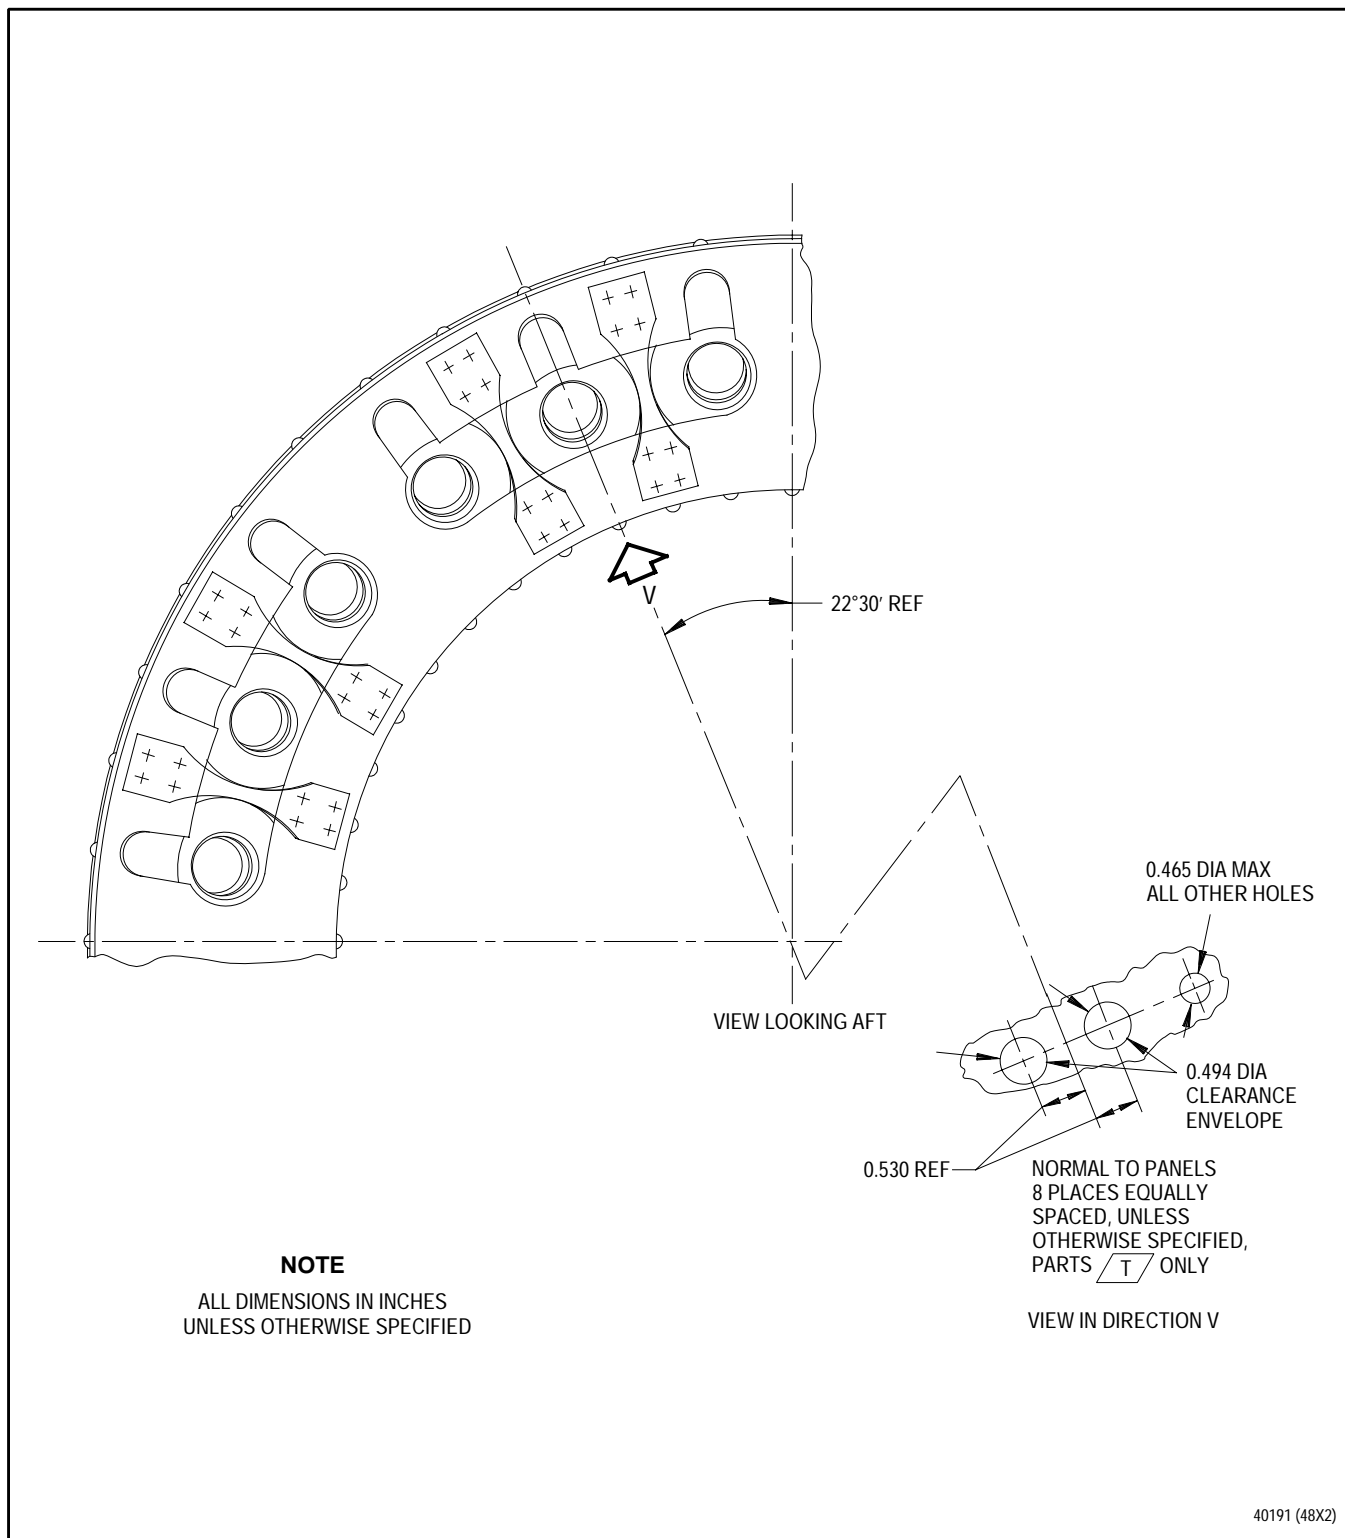 V
22°30′ REF
0.465 DIA MAX
ALL OTHER HOLES
VIEW LOOKING AFT
0.494 DIA
CLEARANCE
ENVELOPE
0.530 REF
NORMAL TO PANELS
8 PLACES EQUALLY
SPACED, UNLESS
OTHERWISE SPECIFIED,
PARTS T ONLY
VIEW IN DIRECTION V
NOTE
ALL DIMENSIONS IN INCHES
UNLESS OTHERWISE SPECIFIED
40191 (48X2)